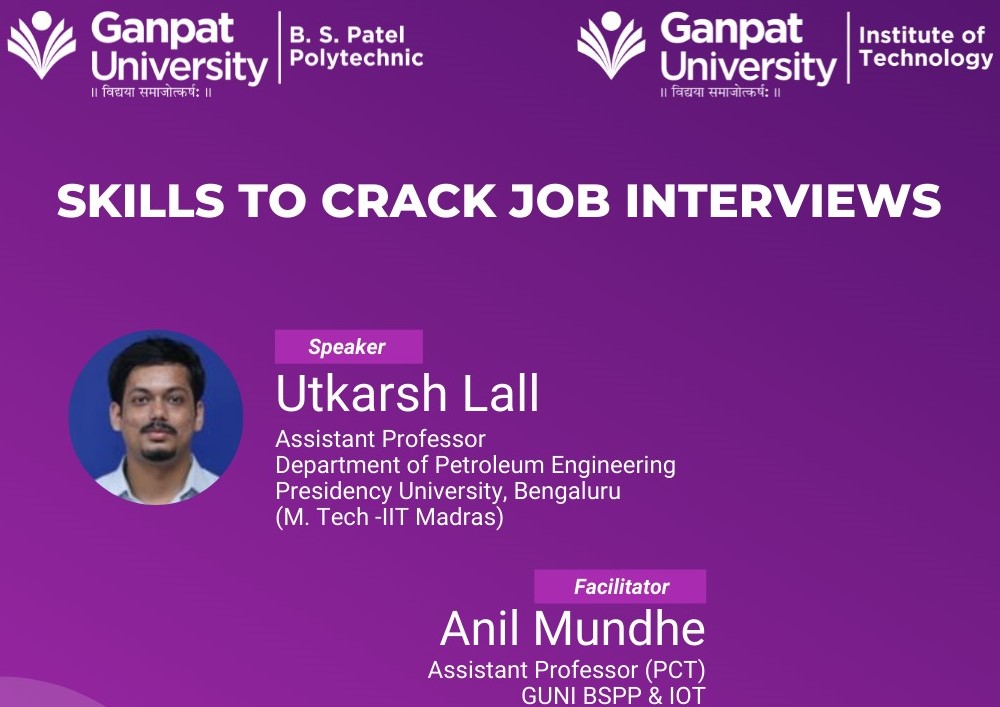 Ganpat
University
॥ विद्यया समाजोत्कर्ष: ॥
B. S. Patel
Polytechnic
Ganpat
University
॥ विद्यया समाजोत्कर्ष: ॥
Institute of
Technology
SKILLS TO CRACK JOB INTERVIEWS
Speaker
Utkarsh Lall
Assistant Professor
Department of Petroleum Engineering
Presidency University, Bengaluru
(M. Tech -IIT Madras)
Facilitator
Anil Mundhe
Assistant Professor (PCT)
GUNI BSPP & IOT